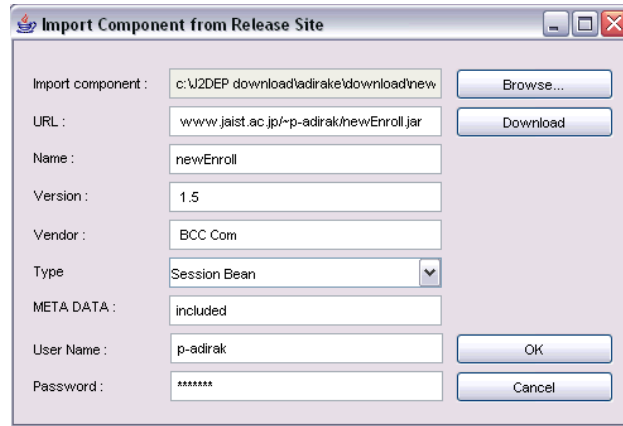 Import Component from Release Site
Import component : c:\J2DEP download\adirake\download\new Browse...
URL : www.jaist.ac.jp/~p-adirak/newEnroll.jar Download
Name : newEnroll
Version : 1.5
Vendor : BCC Com
Type Session Bean
META DATA : included
User Name : p-adirak OK
Password : ******* Cancel